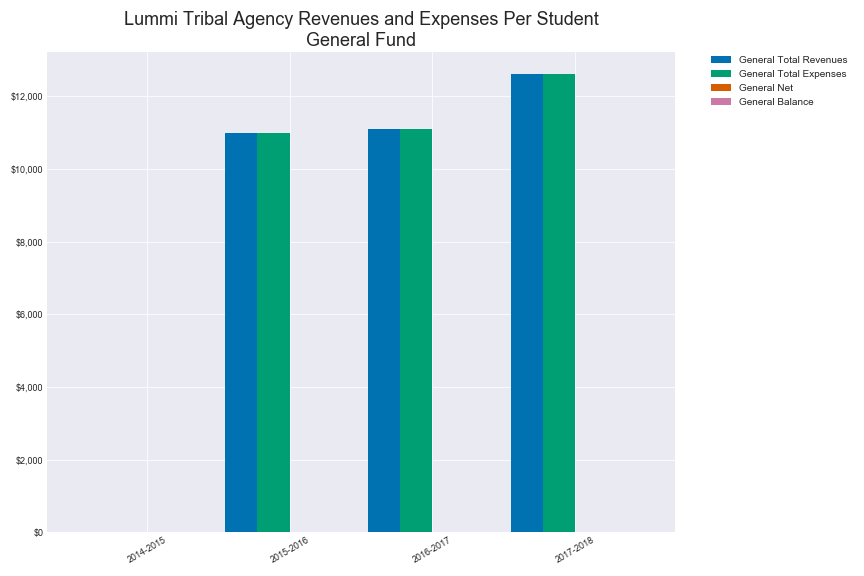 Lummi Tribal Agency Revenues and Expenses Per Student
General Fund
General Total Revenues
General Total Expenses
General Net
General Balance
$12,000
$10,000
$8,000
$6,000
$4,000
$2,000
$0
2014-2015
2015-2016
2016-2017
2017-2018